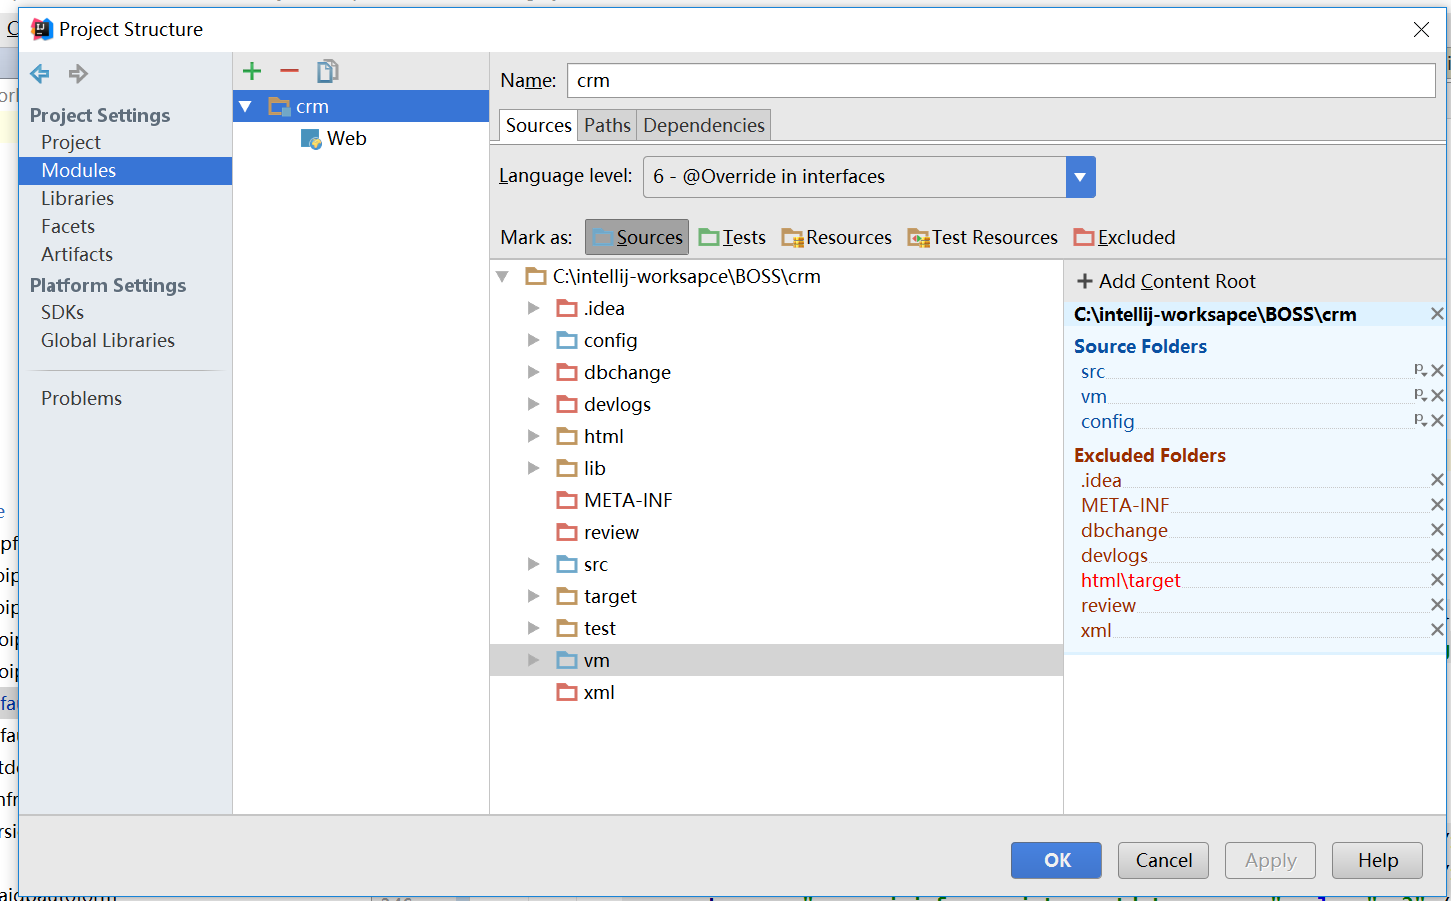 Project Structure
Project Settings
Project
Modules
Libraries
Facets
Artifacts
Platform Settings
SDKs
Global Libraries
Problems
crm
Web
Name: crm
Sources Paths Dependencies
Language level: 6 - @Override in interfaces
Mark as: Sources Tests Resources Test Resources Excluded
C:\intellij-worksapce\BOSS\crm
.idea
config
dbchange
devlogs
html
lib
META-INF
review
src
target
test
vm
xml
+ Add Content Root
C:\intellij-worksapce\BOSS\crm
Source Folders
src
vm
config
Excluded Folders
.idea
META-INF
dbchange
devlogs
html\target
review
xml
OK Cancel Apply Help